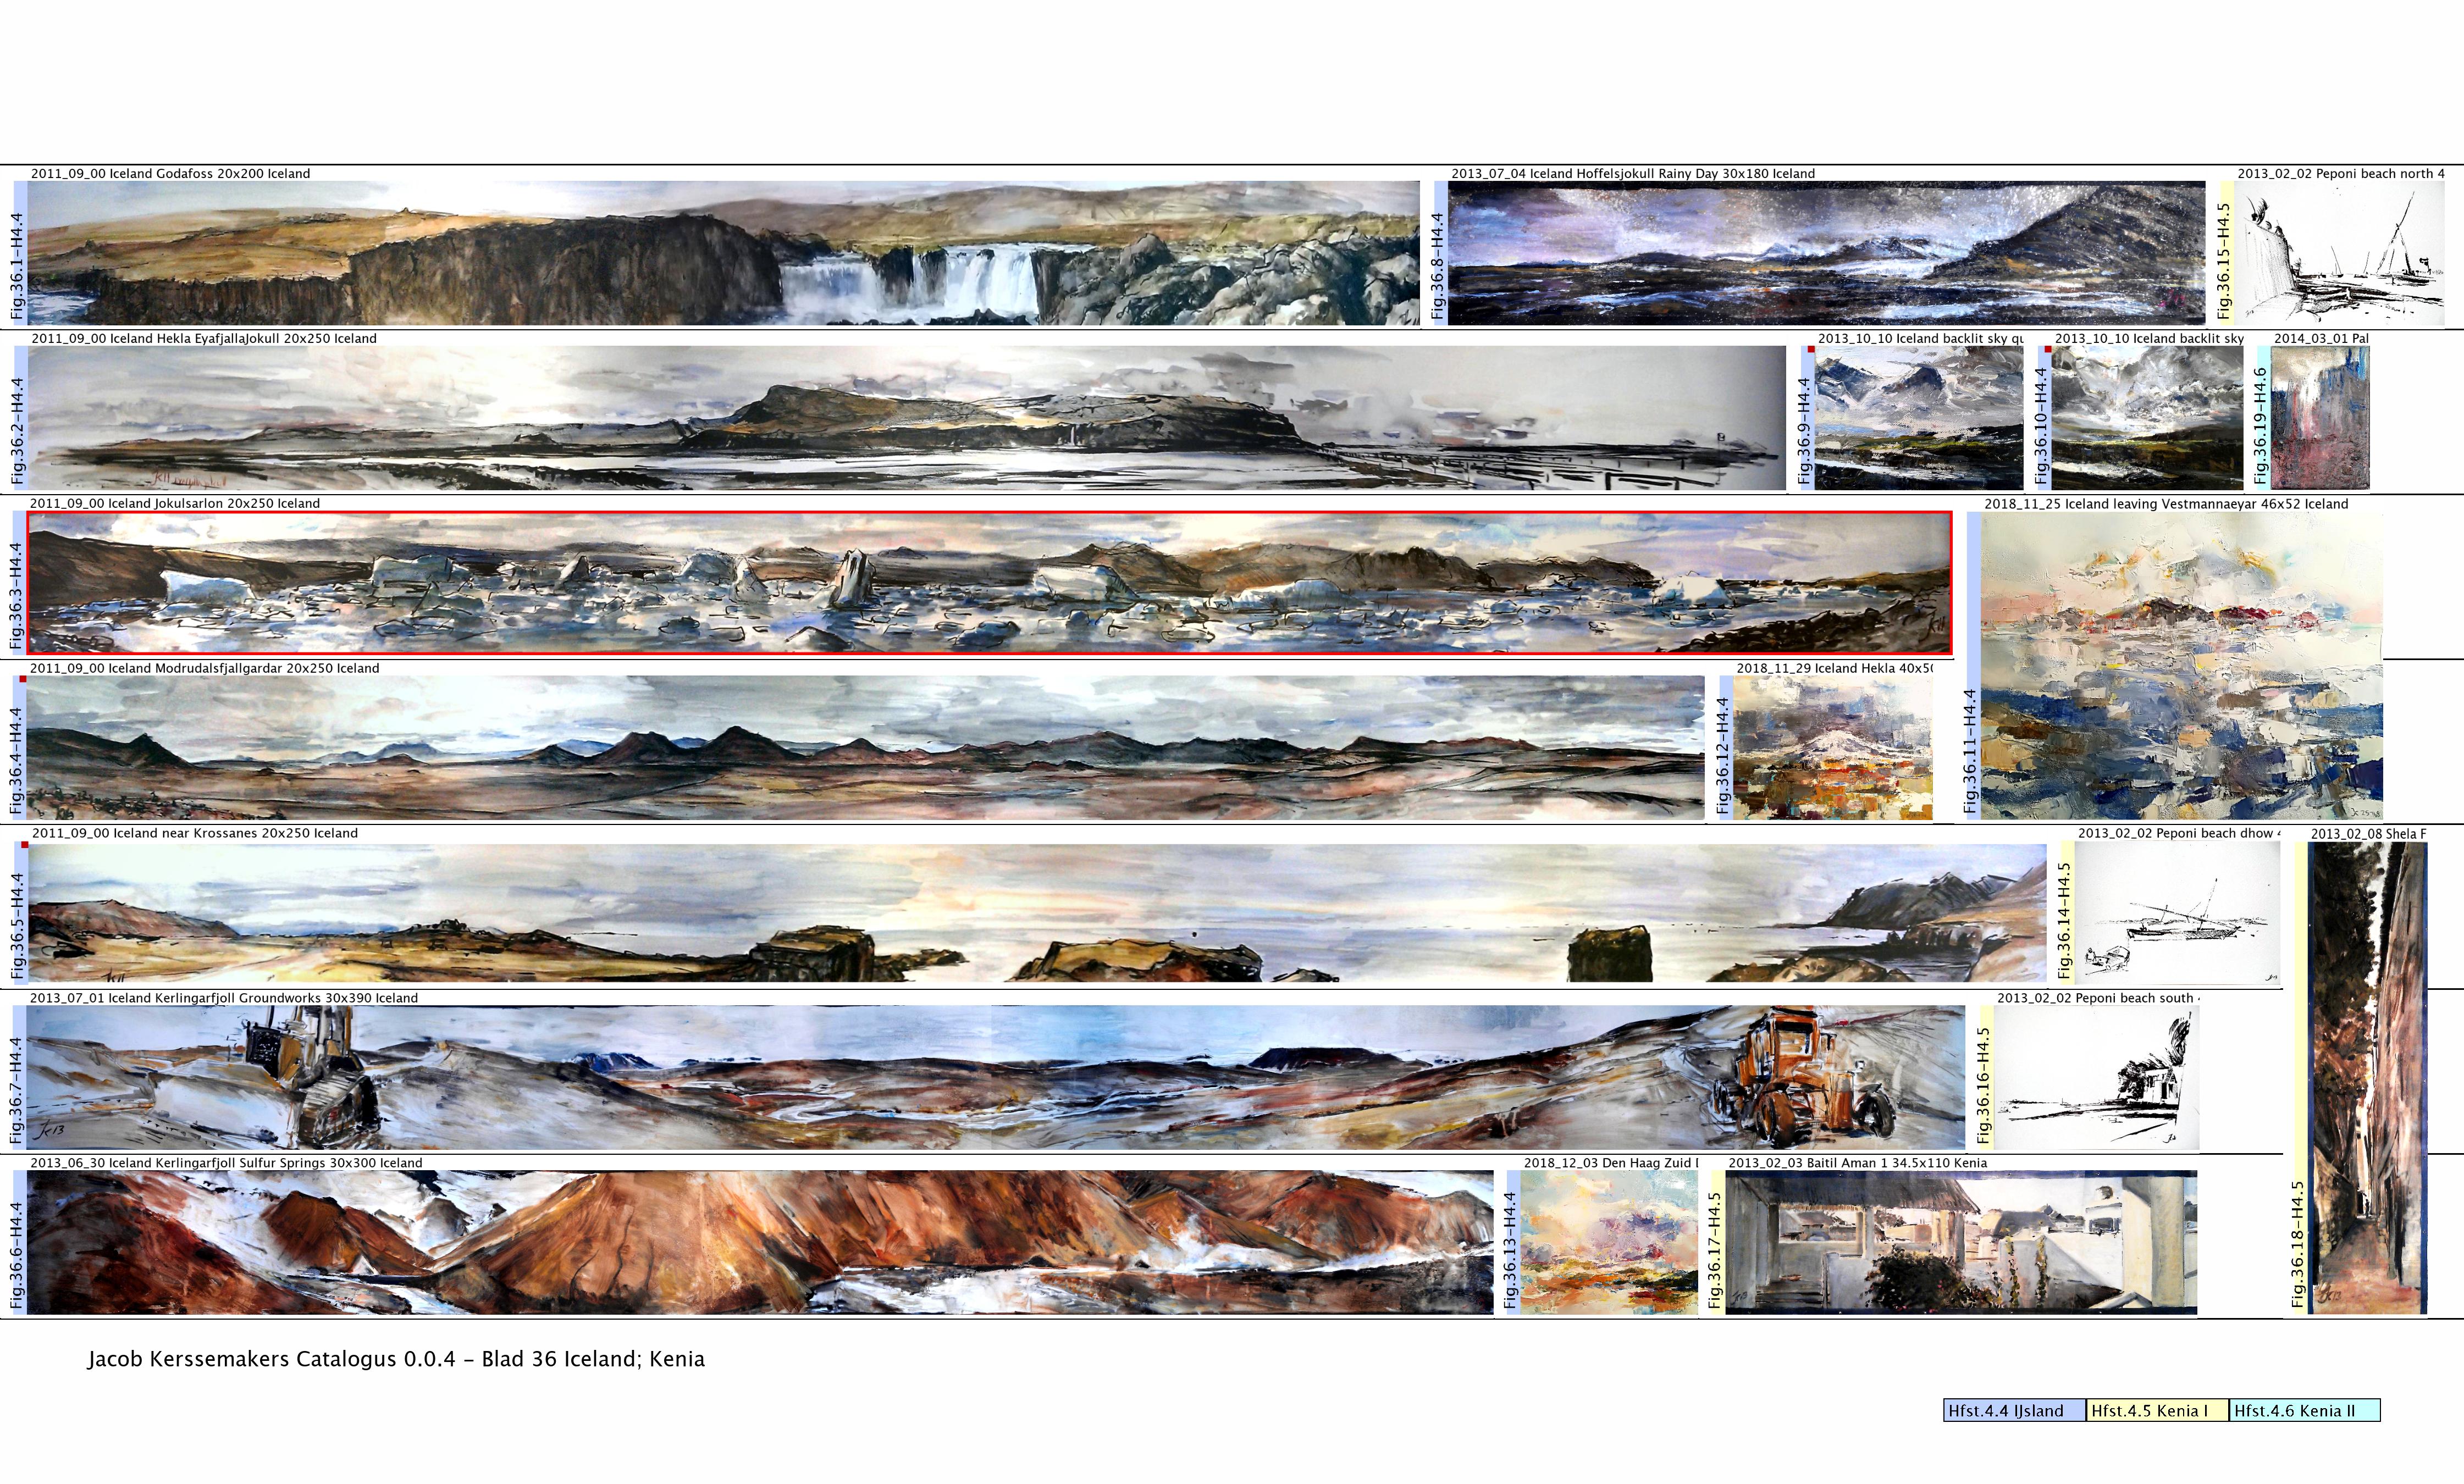 2011_09_00 Iceland Godafoss 20x200 Iceland
Fig.36.1-H4.4
2013_07_04 Iceland Hoffelsjokull Rainy Day 30x180 Iceland
Fig.36.8-H4.4
2013_02_02 Peponi beach north 4
Fig.36.15-H4.5
2011_09_00 Iceland Hekla EyafjallaJokull 20x250 Iceland
Fig.36.2-H4.4
2013_10_10 Iceland backlit sky qu
Fig.36.9-H4.4
2013_10_10 Iceland backlit sky
Fig.36.10-H4.4
2014_03_01 Pal
Fig.36.19-H4.6
2011_09_00 Iceland Jokulsarlon 20x250 Iceland
Fig.36.3-H4.4
2018_11_25 Iceland leaving Vestmannaeyar 46x52 Iceland
Fig.36.11-H4.4
2011_09_00 Iceland Modrudalsfjallgardar 20x250 Iceland
Fig.36.4-H4.4
2018_11_29 Iceland Hekla 40x50
Fig.36.12-H4.4
2011_09_00 Iceland near Krossanes 20x250 Iceland
Fig.36.5-H4.4
2013_02_02 Peponi beach dhow
Fig.36.14-H4.5
2013_02_08 Shela F
Fig.36.18-H4.5
2013_07_01 Iceland Kerlingarfjoll Groundworks 30x390 Iceland
Fig.36.7-H4.4
JK13
2013_02_02 Peponi beach south
Fig.36.16-H4.5
2013_06_30 Iceland Kerlingarfjoll Sulfur Springs 30x300 Iceland
Fig.36.6-H4.4
2018_12_03 Den Haag Zuid
Fig.36.13-H4.4
2013_02_03 Baitil Aman 1 34.5x110 Kenia
Fig.36.17-H4.5
Jacob Kerssemakers Catalogus 0.0.4 - Blad 36 Iceland; Kenia
Hfst.4.4 IJsland
Hfst.4.5 Kenia I
Hfst.4.6 Kenia II